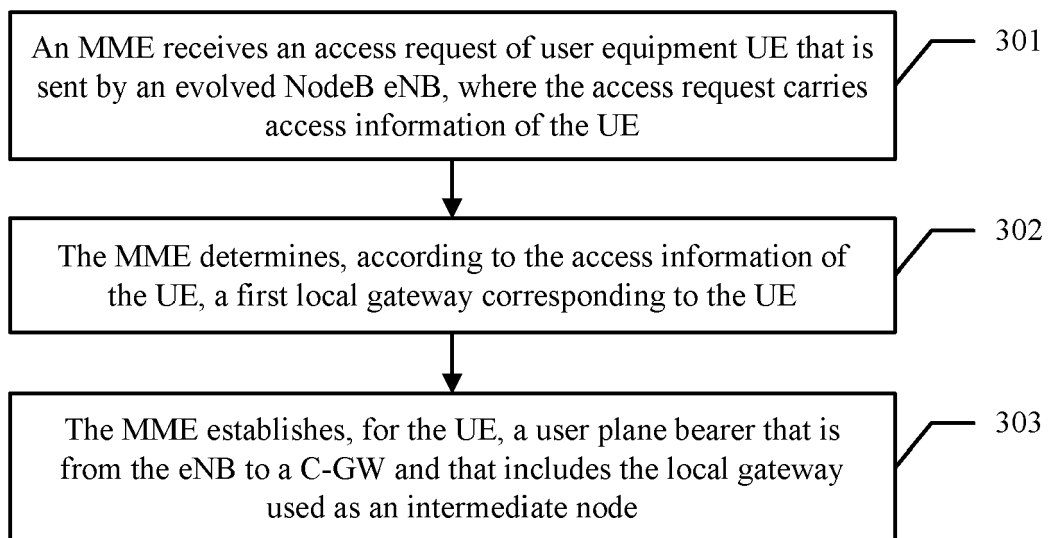 An MME receives an access request of user equipment UE that is
sent by an evolved NodeB eNB, where the access request carries
access information of the UE
301
The MME determines, according to the access information of
the UE, a first local gateway corresponding to the UE
302
The MME establishes, for the UE, a user plane bearer that is
from the eNB to a C-GW and that includes the local gateway
used as an intermediate node
303